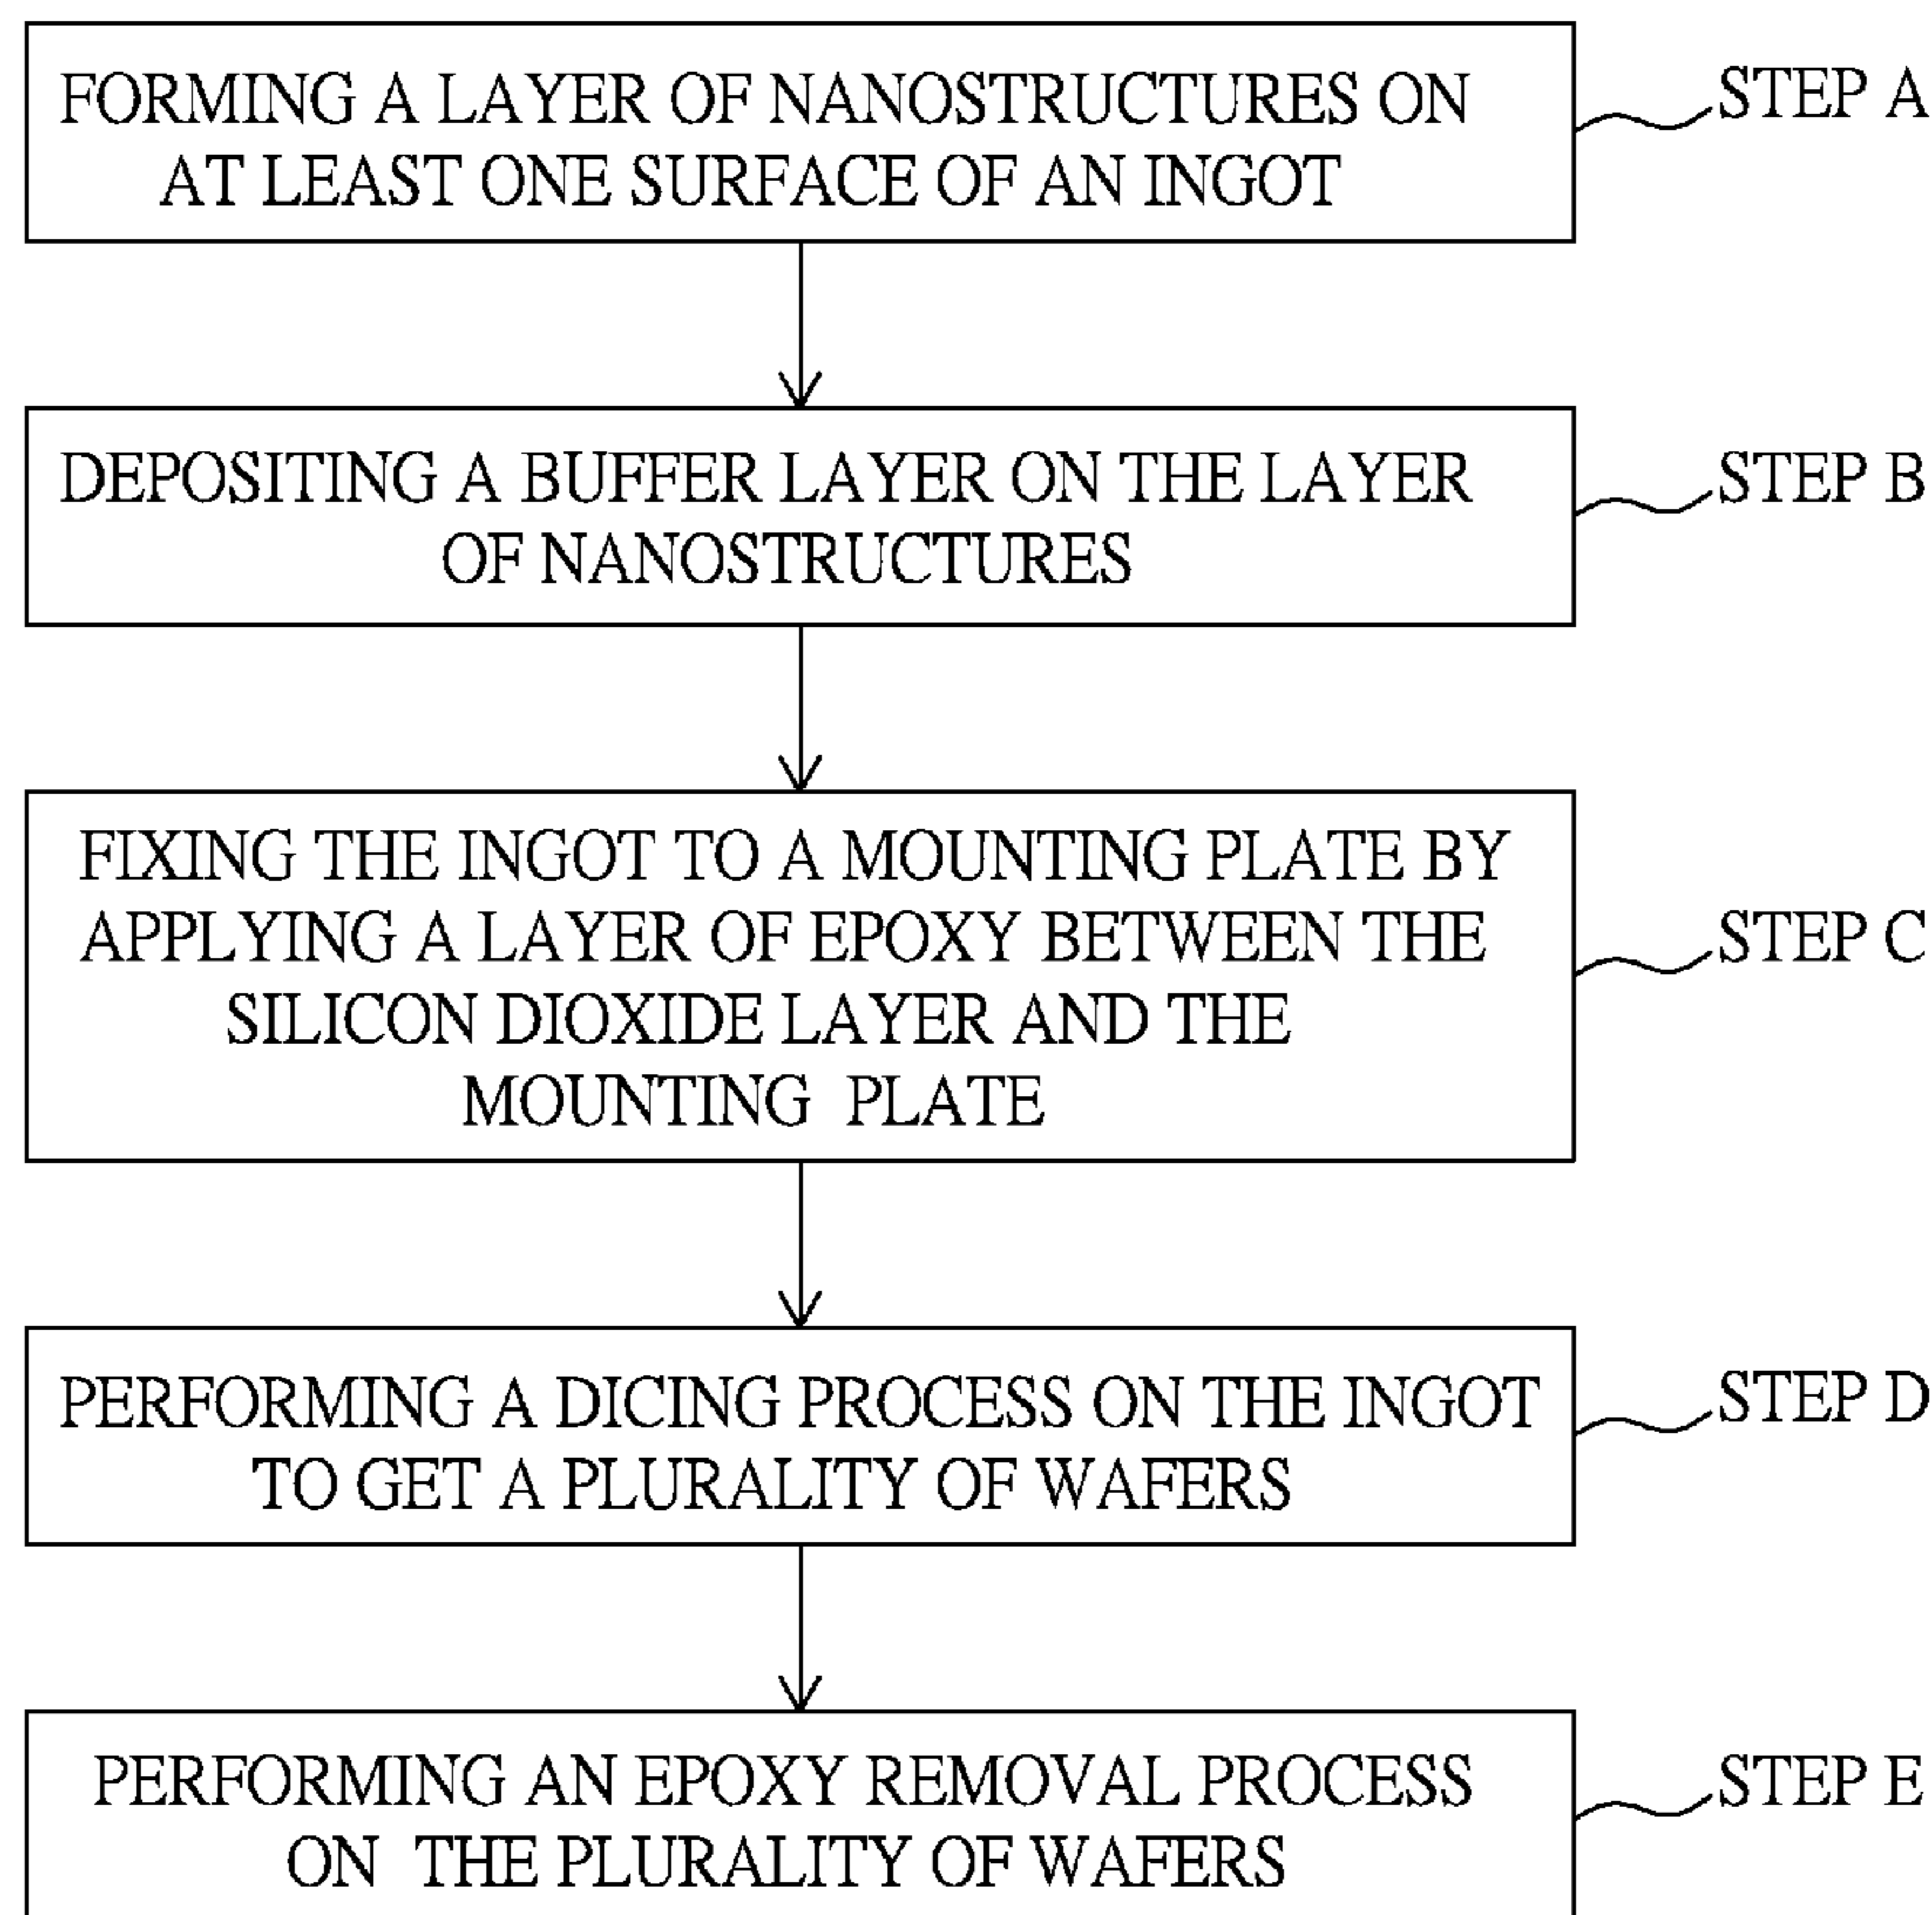 FORMING A LAYER OF NANOSTRUCTURES ON
AT LEAST ONE SURFACE OF AN INGOT
STEP A
DEPOSITING A BUFFER LAYER ON THE LAYER
OF NANOSTRUCTURES
STEP B
FIXING THE INGOT TO A MOUNTING PLATE BY
APPLYING A LAYER OF EPOXY BETWEEN THE
SILICON DIOXIDE LAYER AND THE
MOUNTING PLATE
STEP C
PERFORMING A DICING PROCESS ON THE INGOT
TO GET A PLURALITY OF WAFERS
STEP D
PERFORMING AN EPOXY REMOVAL PROCESS
ON THE PLURALITY OF WAFERS
STEP E